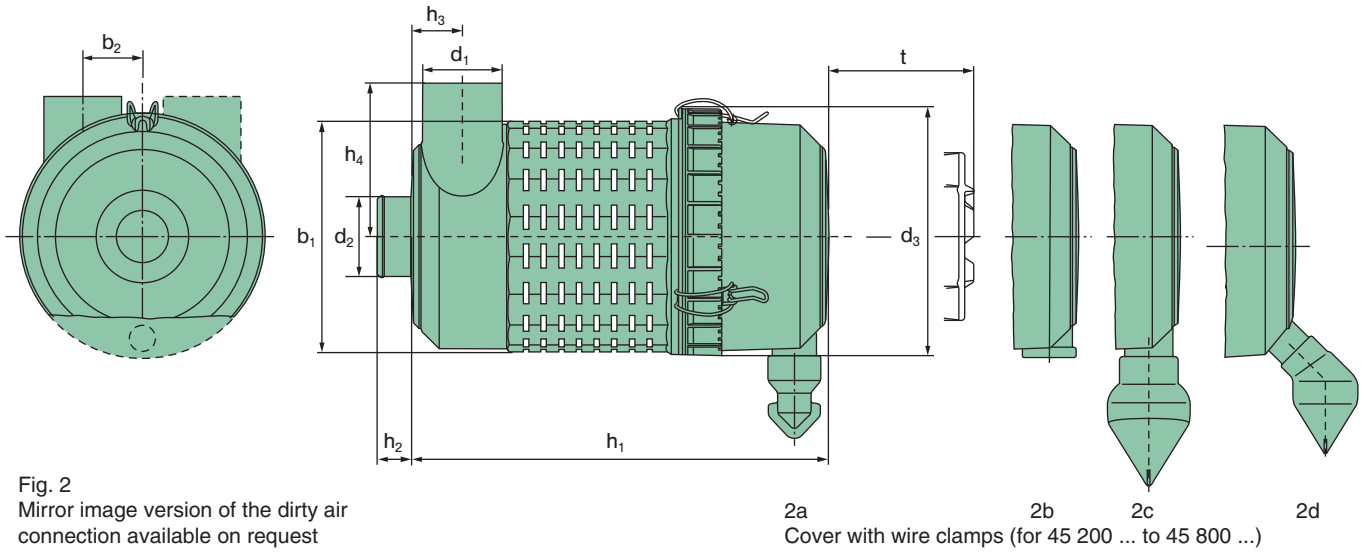 b₂
h₃
d₁
t
h₄
b₁
d₂
d₃
h₂
h₁
Fig. 2
Mirror image version of the dirty air
connection available on request
2a 2b 2c 2d
Cover with wire clamps (for 45 200 ... to 45 800 ...)